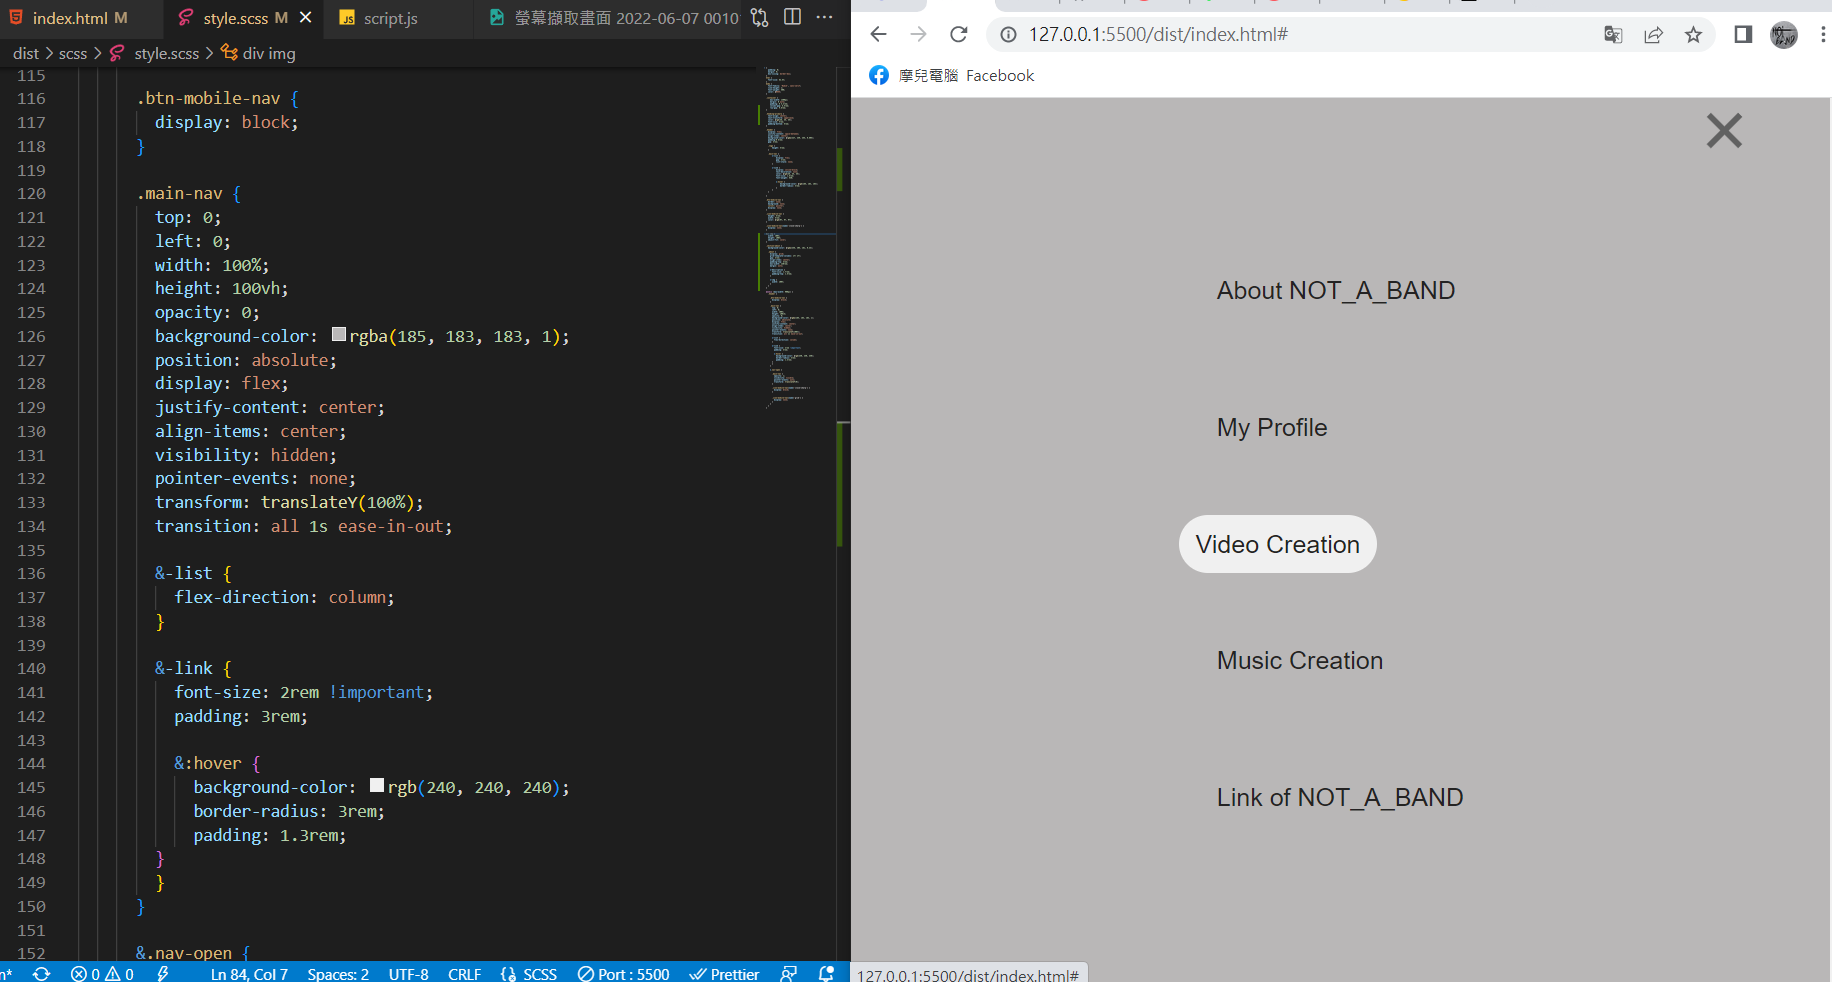 index.html M
style.scss M
script.js
螢幕擷取畫面 2022-06-07 0010
dist > scss > style.scss > div img
115
116 .btn-mobile-nav {
117 display: block;
118 }
119
120 .main-nav {
121 top: 0;
122 left: 0;
123 width: 100%;
124 height: 100vh;
125 opacity: 0;
126 background-color: rgba(185, 183, 183, 1);
127 position: absolute;
128 display: flex;
129 justify-content: center;
130 align-items: center;
131 visibility: hidden;
132 pointer-events: none;
133 transform: translateY(100%);
134 transition: all 1s ease-in-out;
135
136 &-list {
137 flex-direction: column;
138 }
139
140 &-link {
141 font-size: 2rem !important;
142 padding: 3rem;
143
144 &:hover {
145 background-color: rgb(240, 240, 240);
146 border-radius: 3rem;
147 padding: 1.3rem;
148 }
149 }
150 }
151
152 &.nav-open {
n* 0 0 Ln 84, Col 7 Spaces: 2 UTF-8 CRLF SCSS Port : 5500 Prettier
127.0.0.1:5500/dist/index.html#
摩兒電腦 Facebook
About NOT_A_BAND
My Profile
Video Creation
Music Creation
Link of NOT_A_BAND
127.0.0.1:5500/dist/index.html#